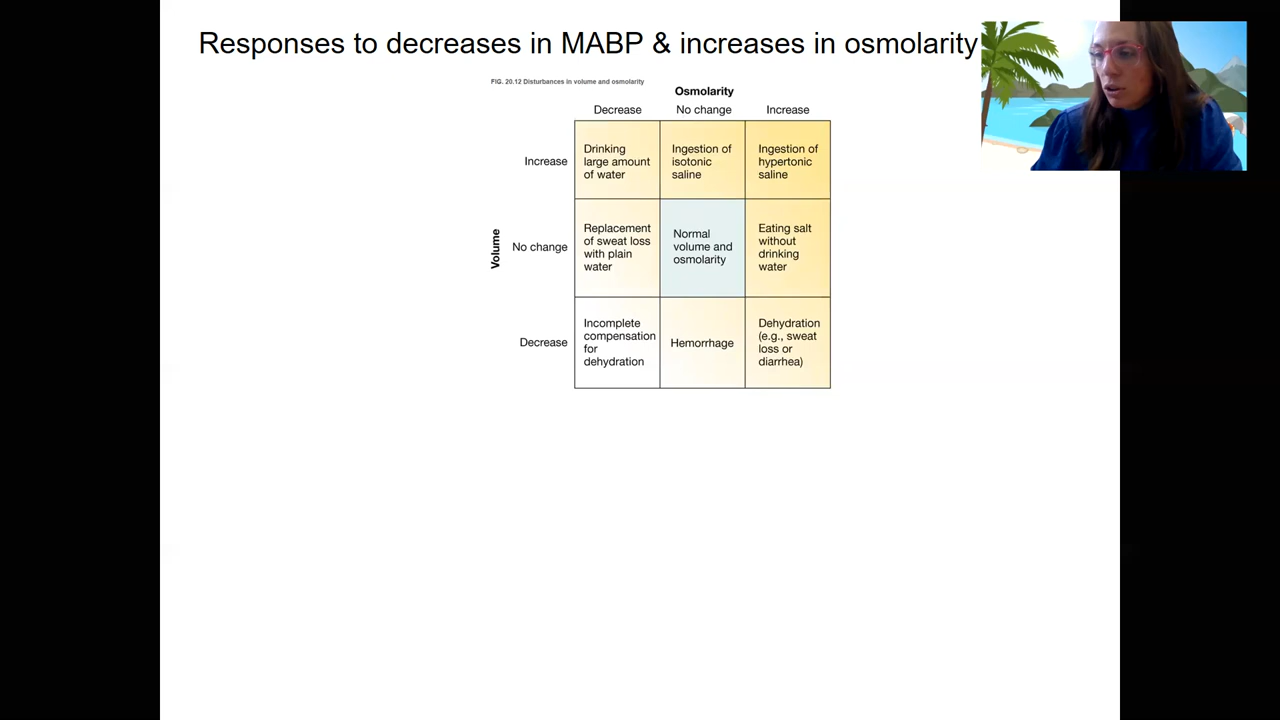 Responses to decreases in MABP & increases in osmolarity
FIG. 20.12 Disturbances in volume and osmolarity
Osmolarity
Decrease
No change
Increase
Volume
Increase
Drinking
large amount
of water
Ingestion of
isotonic
saline
Ingestion of
hypertonic
saline
No change
Replacement
of sweat loss
with plain
water
Normal
volume and
osmolarity
Eating salt
without
drinking
water
Decrease
Incomplete
compensation
for
dehydration
Hemorrhage
Dehydration
(e.g., sweat
loss or
diarrhea)